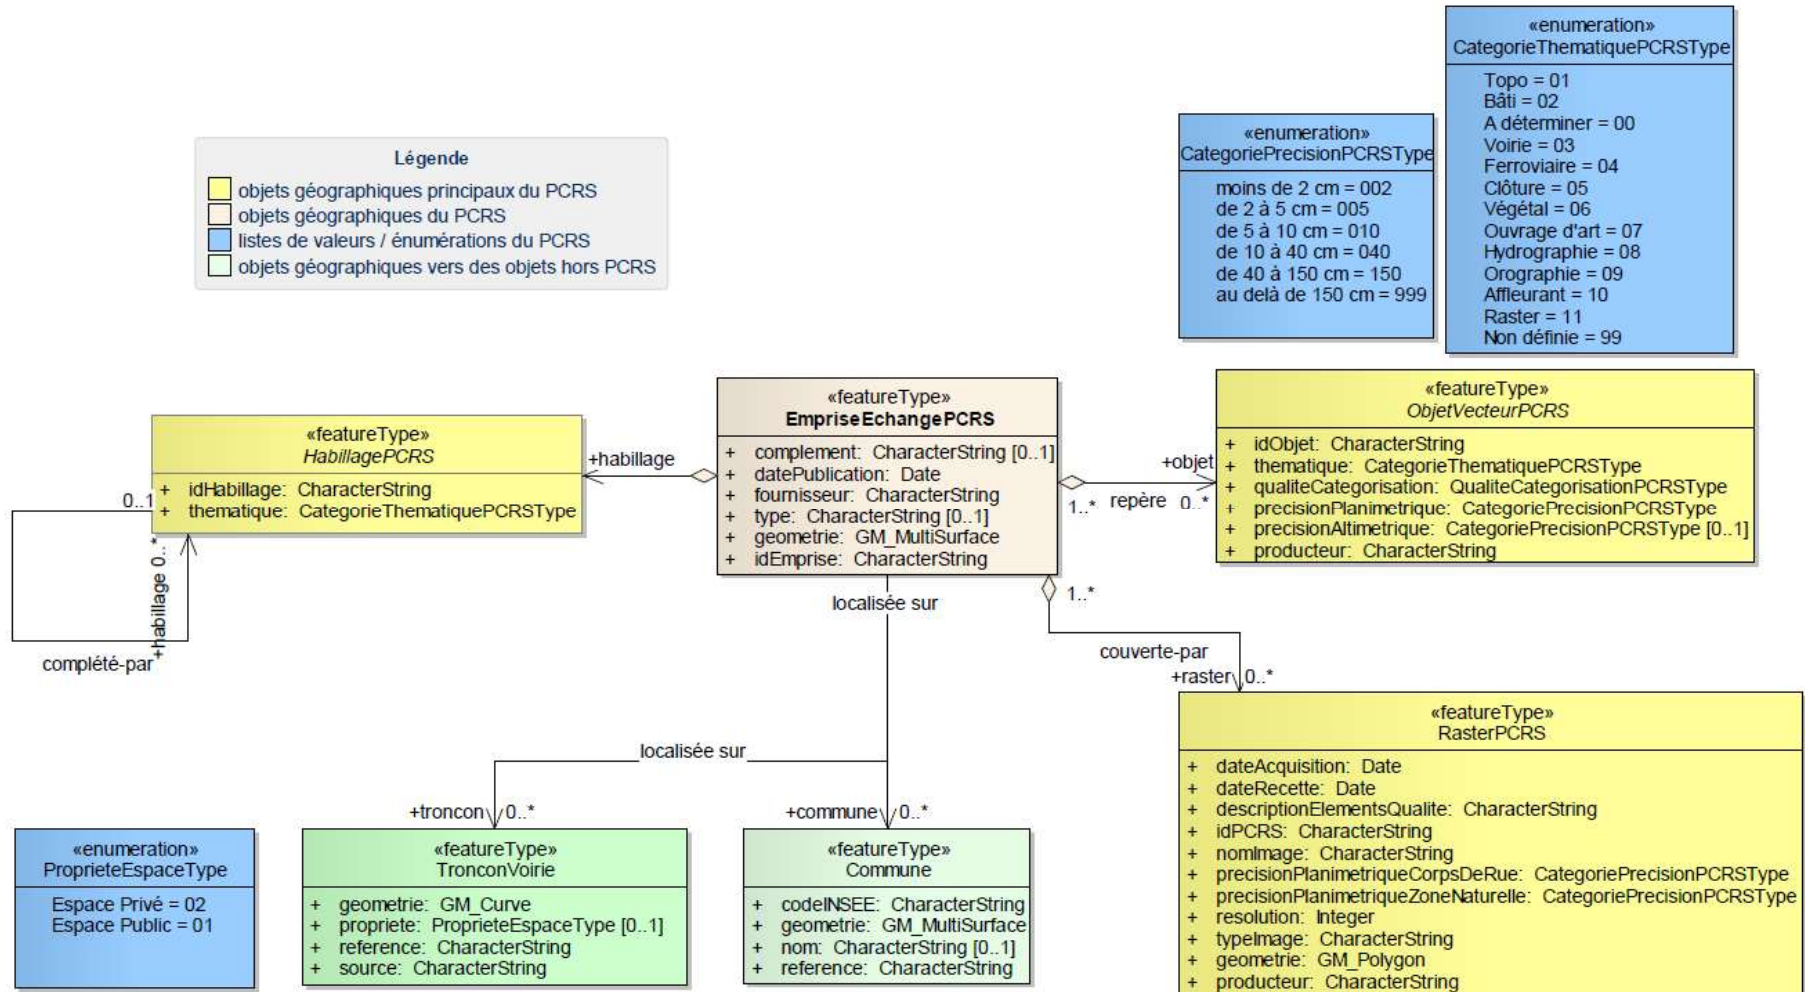 «enumeration»
CategorieThematiquePCRSType
Topo = 01
Bâti = 02
A déterminer = 00
Voirie = 03
Ferroviaire = 04
Clôture = 05
Végétal = 06
Ouvrage d'art = 07
Hydrographie = 08
Orographie = 09
Affleurant = 10
Raster = 11
Non définie = 99
«enumeration»
CategoriePrecisionPCRSType
moins de 2 cm = 002
de 2 à 5 cm = 005
de 5 à 10 cm = 010
de 10 à 40 cm = 040
de 40 à 150 cm = 150
au delà de 150 cm = 999
Légende
objets géographiques principaux du PCRS
objets géographiques du PCRS
listes de valeurs / énumérations du PCRS
objets géographiques vers des objets hors PCRS
«featureType»
HabillagePCRS
+ idHabillage: CharacterString
+ thematique: CategorieThematiquePCRSType
0..1
+habillage 0..*
complété-par
+habillage
«featureType»
EmpriseEchangePCRS
+ complement: CharacterString [0..1]
+ datePublication: Date
+ fournisseur: CharacterString
+ type: CharacterString [0..1]
+ geometrie: GM_MultiSurface
+ idEmprise: CharacterString
+objet
1..* repère 0..*
«featureType»
ObjetVecteurPCRS
+ idObjet: CharacterString
+ thematique: CategorieThematiquePCRSType
+ qualiteCategorisation: QualiteCategorisationPCRSType
+ precisionPlanimetrique: CategoriePrecisionPCRSType
+ precisionAltimetrique: CategoriePrecisionPCRSType [0..1]
+ producteur: CharacterString
localisée sur
1..*
couverte-par
+raster 0..*
localisée sur
+troncon 0..*
+commune 0..*
«enumeration»
ProprieteEspaceType
Espace Privé = 02
Espace Public = 01
«featureType»
TronconVoirie
+ geometrie: GM_Curve
+ propriete: ProprieteEspaceType [0..1]
+ reference: CharacterString
+ source: CharacterString
«featureType»
Commune
+ codeINSEE: CharacterString
+ geometrie: GM_MultiSurface
+ nom: CharacterString [0..1]
+ reference: CharacterString
«featureType»
RasterPCRS
+ dateAcquisition: Date
+ dateRecette: Date
+ descriptionElementsQualite: CharacterString
+ idPCRS: CharacterString
+ nomImage: CharacterString
+ precisionPlanimetriqueCorpsDeRue: CategoriePrecisionPCRSType
+ precisionPlanimetriqueZoneNaturelle: CategoriePrecisionPCRSType
+ resolution: Integer
+ typeImage: CharacterString
+ geometrie: GM_Polygon
+ producteur: CharacterString